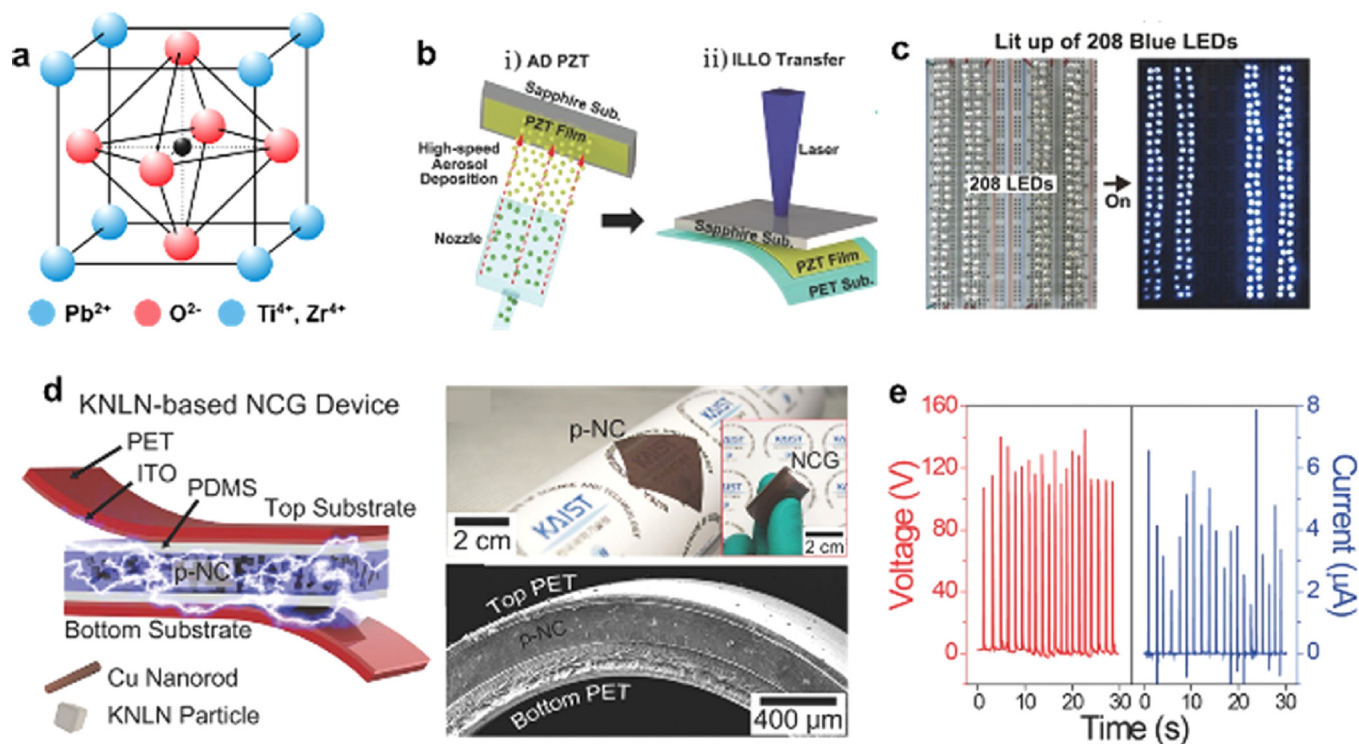 a
Pb²⁺
O²⁻
Ti⁴⁺, Zr⁴⁺
b
i) AD PZT
Sapphire Sub.
PZT Film
High-speed
Aerosol
Deposition
Nozzle
ii) ILLO Transfer
Laser
Sapphire Sub.
PZT Film
PET Sub.
c
Lit up of 208 Blue LEDs
208 LEDs
On
d
KNLN-based NCG Device
PET
ITO
PDMS
Top Substrate
p-NC
Bottom Substrate
Cu Nanorod
KNLN Particle
p-NC
KAIST
KAIST
NCG
KAIST
2 cm
2 cm
Top PET
p-NC
Bottom PET
400 µm
e
Voltage (V)
160
120
80
40
0
0 10 20 30
0 10 20 30
Time (s)
8
6
4
2
0
Current (µA)